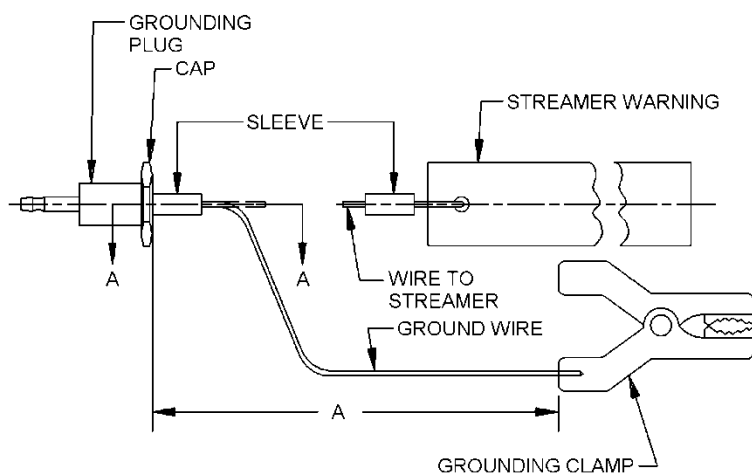 GROUNDING
PLUG
CAP
SLEEVE
STREAMER WARNING
A
A
WIRE TO
STREAMER
GROUND WIRE
A
GROUNDING CLAMP